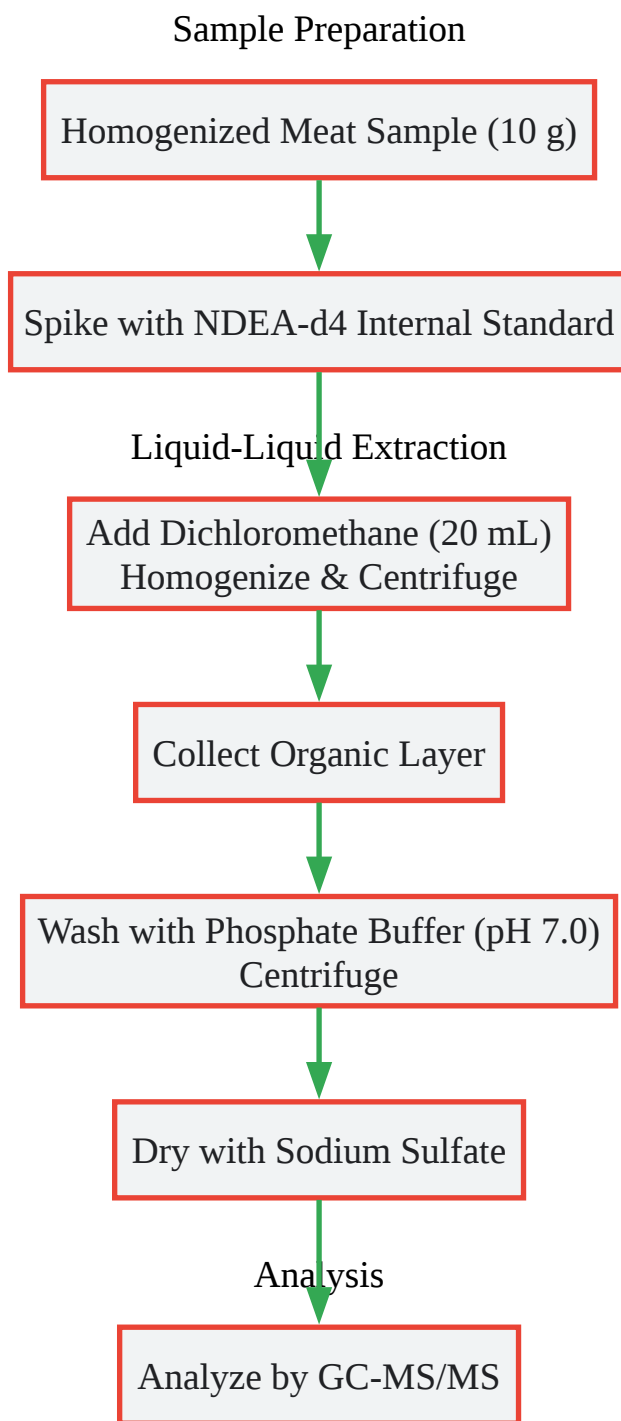 Sample Preparation
Homogenized Meat Sample (10 g)
Spike with NDEA-d4 Internal Standard
Liquid-Liquid Extraction
Add Dichloromethane (20 mL)
Homogenize & Centrifuge
Collect Organic Layer
Wash with Phosphate Buffer (pH 7.0)
Centrifuge
Dry with Sodium Sulfate
Analysis
Analyze by GC-MS/MS